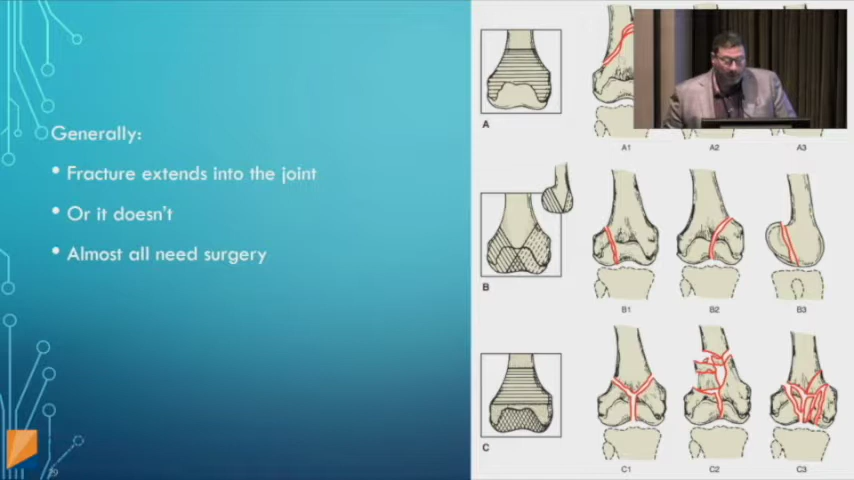 Generally:
• Fracture extends into the joint
• Or it doesn't
• Almost all need surgery
29
A
A1
A2
A3
B
B1
B2
B3
C
C1
C2
C3